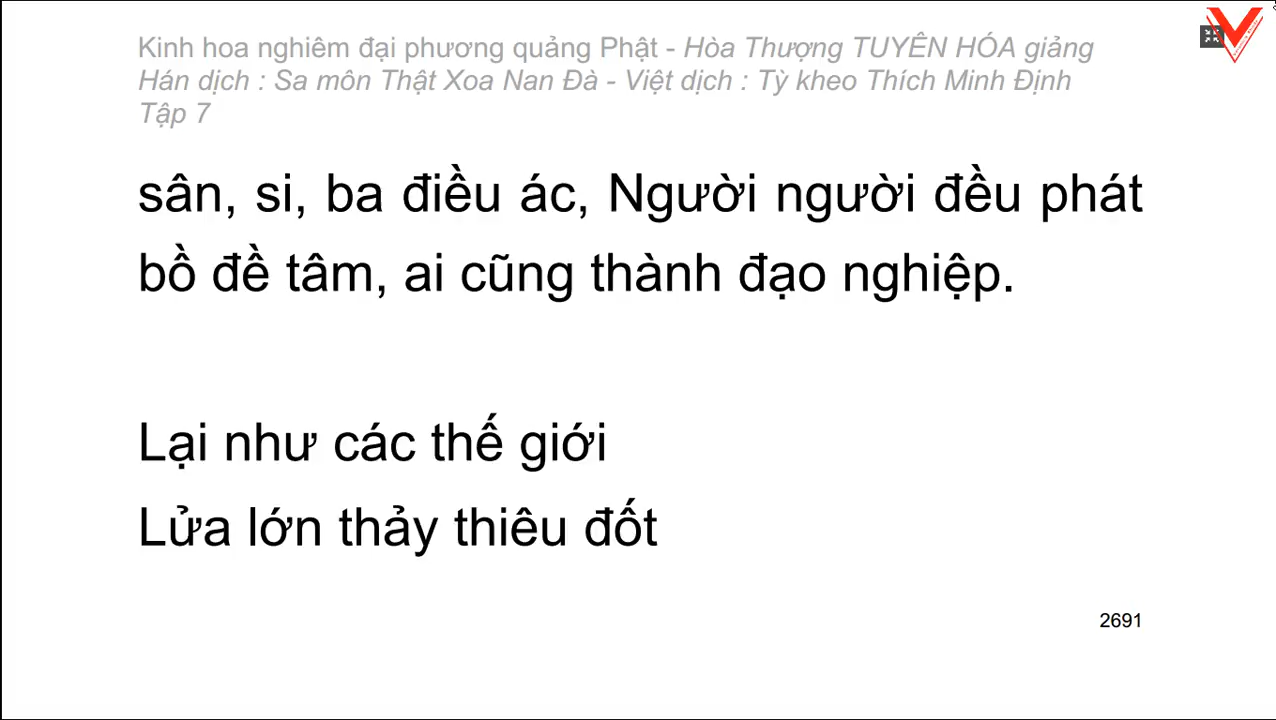 Kinh hoa nghiêm đại phương quảng Phật - Hòa Thượng TUYÊN HÓA giảng
Hán dịch : Sa môn Thật Xoa Nan Đà - Việt dịch : Tỳ kheo Thích Minh Định
Tập 7
sân, si, ba điều ác, Người người đều phát
bồ đề tâm, ai cũng thành đạo nghiệp.
Lại như các thế giới
Lửa lớn thảy thiêu đốt
2691